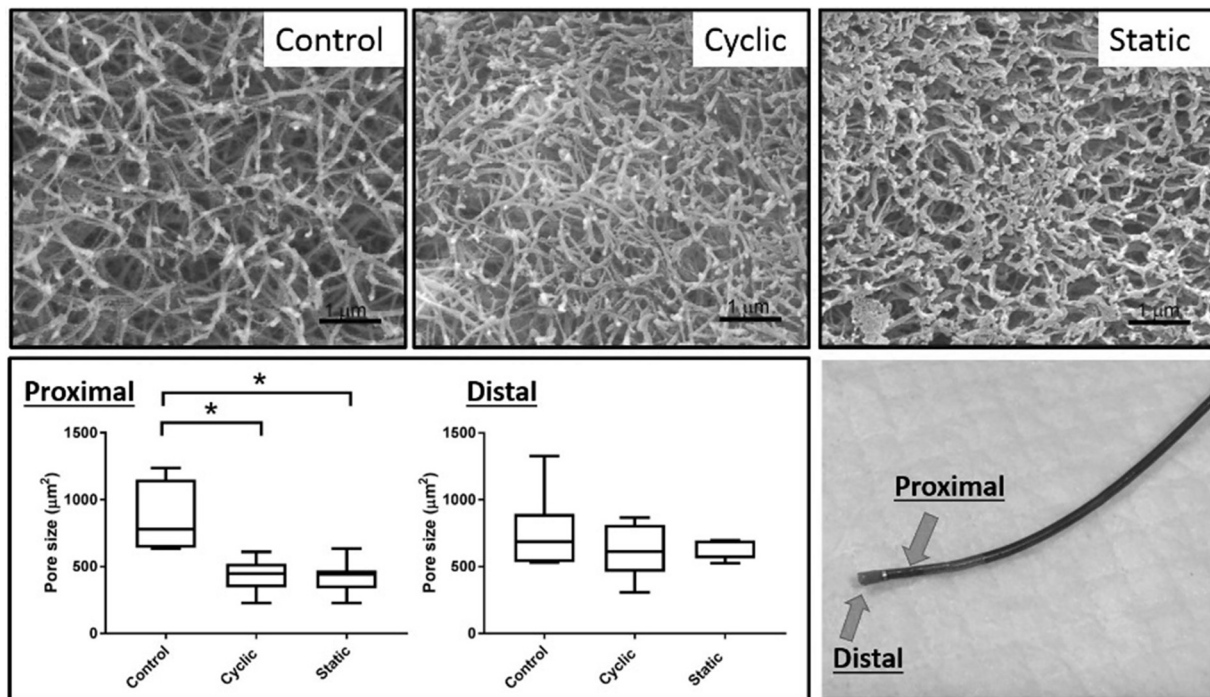 Control
Cyclic
Static
1 μm
1 μm
1 μm
Proximal
*
*
Pore size (μm²)
1500
1000
500
0
Control
Cyclic
Static
Distal
Pore size (μm²)
1500
1000
500
0
Control
Cyclic
Static
Proximal
Distal